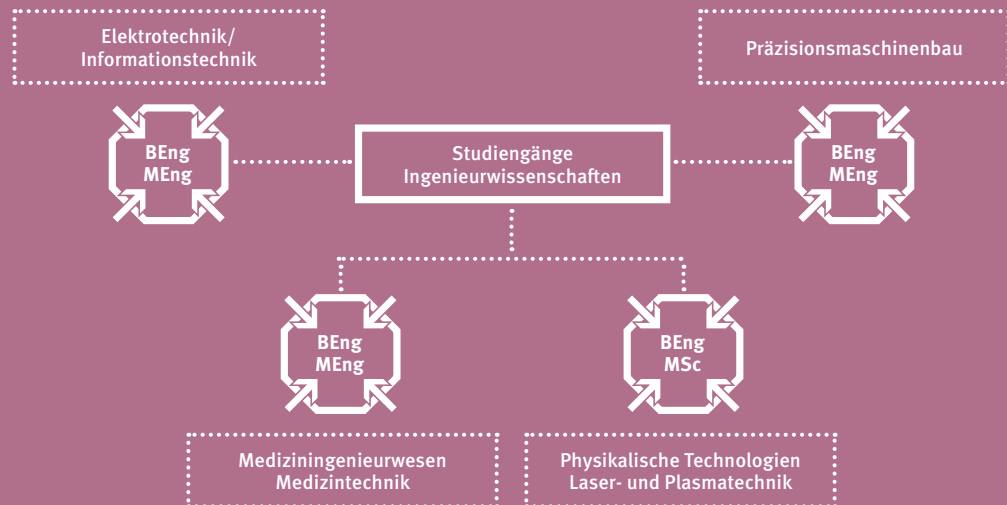 Elektrotechnik/
Informationstechnik
Präzisionsmaschinenbau
BEng
MEng
Studiengänge
Ingenieurwissenschaften
BEng
MEng
BEng
MEng
BEng
MSc
Mediziningenieurwesen
Medizintechnik
Physikalische Technologien
Laser- und Plasmatechnik